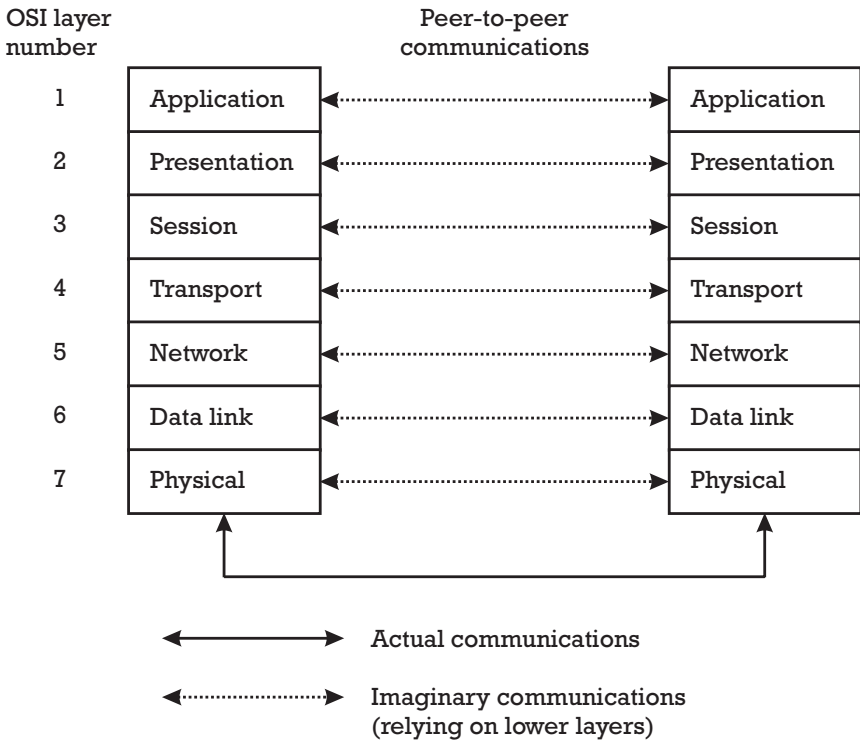 OSI layer
number
Peer-to-peer
communications
1 Application Application
2 Presentation Presentation
3 Session Session
4 Transport Transport
5 Network Network
6 Data link Data link
7 Physical Physical
Actual communications
Imaginary communications
(relying on lower layers)